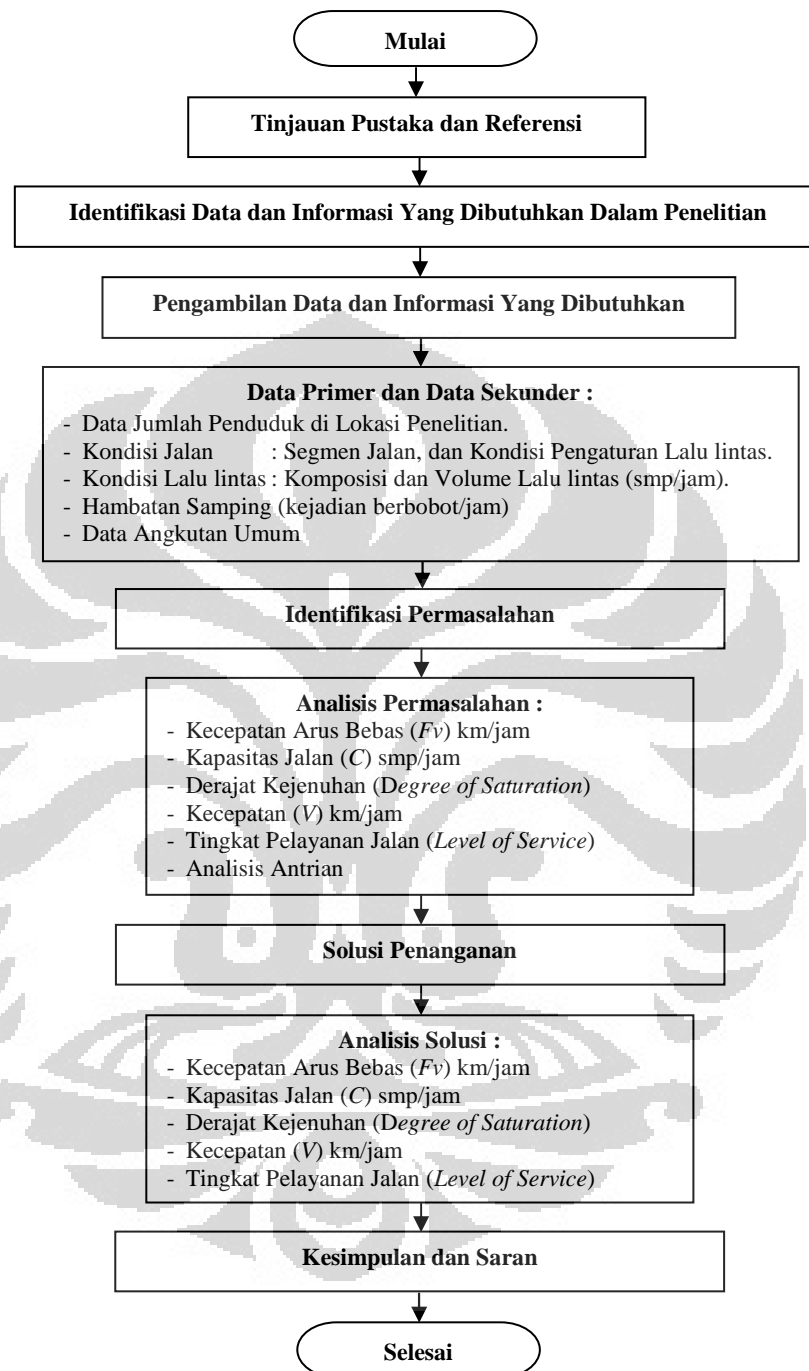 Mulai
Tinjauan Pustaka dan Referensi
Identifikasi Data dan Informasi Yang Dibutuhkan Dalam Penelitian
Pengambilan Data dan Informasi Yang Dibutuhkan
Data Primer dan Data Sekunder :
- Data Jumlah Penduduk di Lokasi Penelitian.
- Kondisi Jalan : Segmen Jalan, dan Kondisi Pengaturan Lalu lintas.
- Kondisi Lalu lintas : Komposisi dan Volume Lalu lintas (smp/jam).
- Hambatan Samping (kejadian berbobot/jam)
- Data Angkutan Umum
Identifikasi Permasalahan
Analisis Permasalahan :
- Kecepatan Arus Bebas (Fv) km/jam
- Kapasitas Jalan (C) smp/jam
- Derajat Kejenuhan (Degree of Saturation)
- Kecepatan (V) km/jam
- Tingkat Pelayanan Jalan (Level of Service)
- Analisis Antrian
Solusi Penanganan
Analisis Solusi :
- Kecepatan Arus Bebas (Fv) km/jam
- Kapasitas Jalan (C) smp/jam
- Derajat Kejenuhan (Degree of Saturation)
- Kecepatan (V) km/jam
- Tingkat Pelayanan Jalan (Level of Service)
Kesimpulan dan Saran
Selesai